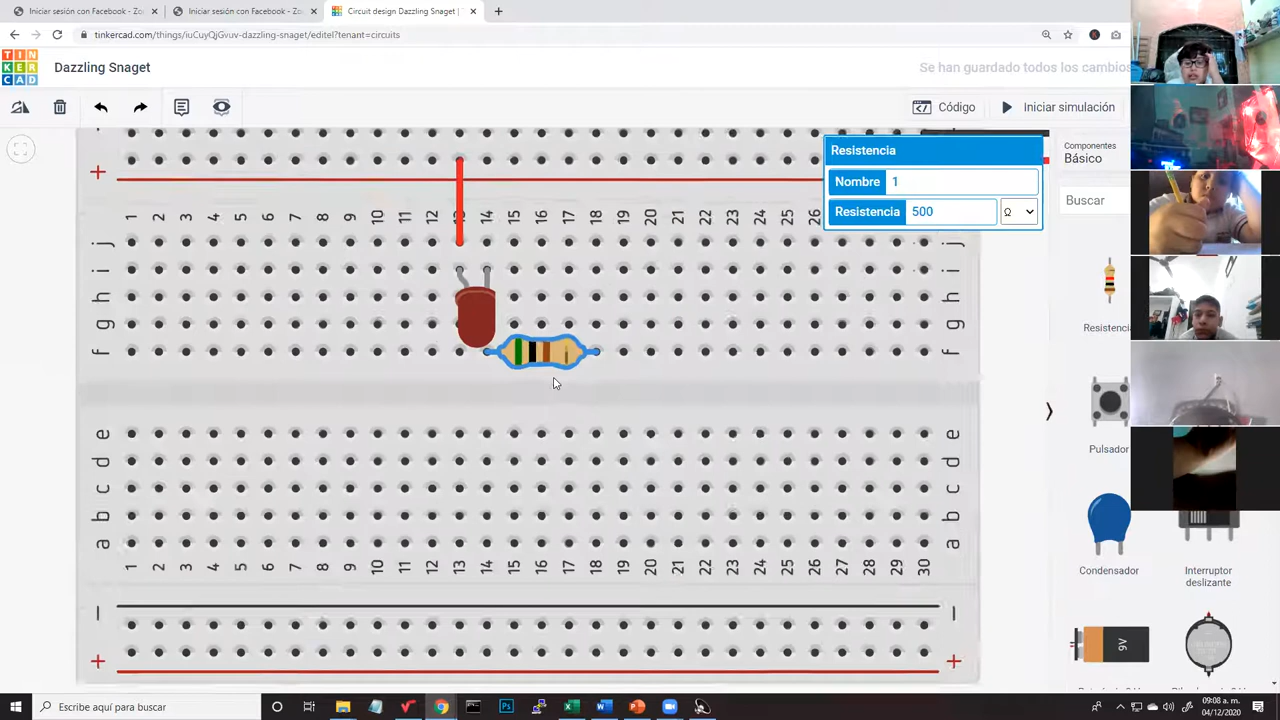 Iniciar sesión con Facebook - Zo
Iniciar sesión con Facebook - Zo
Circuit design Dazzling Snaget |
tinkercad.com/things/iuCuyQjGvuv-dazzling-snaget/editel?tenant=circuits
TIN
KER
CAD
Dazzling Snaget
Se han guardado todos los cambios
Código
Iniciar simulación
Resistencia
Nombre 1
Resistencia 500 Ω
Componentes
Básico
Buscar
+
1 2 3 4 5 6 7 8 9 10 11 12 13 14 15 16 17 18 19 20 21 22 23 24 25 26
j j
i i
h h
g g
f f
e e
d d
c c
b b
a a
1 2 3 4 5 6 7 8 9 10 11 12 13 14 15 16 17 18 19 20 21 22 23 24 25 26 27 28 29 30
+ +
Resistencia
Pulsador
Condensador
Interruptor
deslizante
9V
Escribe aquí para buscar
09:08 a. m.
04/12/2020